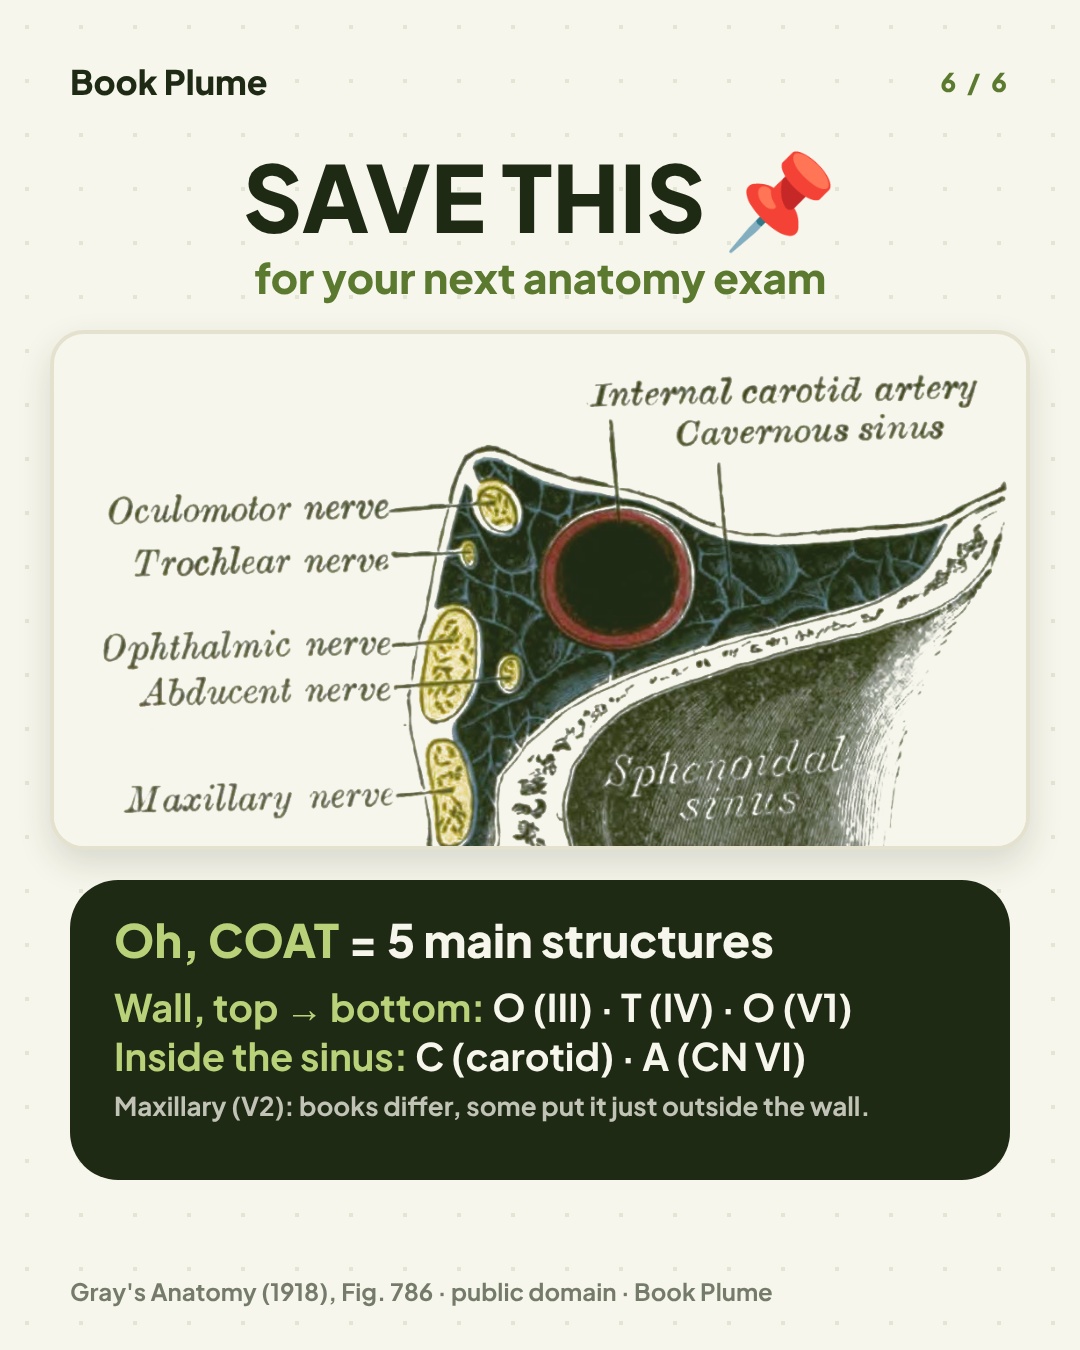 Book Plume
6 / 6
SAVE THIS 📌
for your next anatomy exam
Internal carotid artery
Cavernous sinus
Oculomotor nerve
Trochlear nerve
Ophthalmic nerve
Abducent nerve
Maxillary nerve
Sphenoidal
sinus
Oh, COAT = 5 main structures
Wall, top → bottom: O (III) · T (IV) · O (V1)
Inside the sinus: C (carotid) · A (CN VI)
Maxillary (V2): books differ, some put it just outside the wall.
Gray's Anatomy (1918), Fig. 786 · public domain · Book Plume